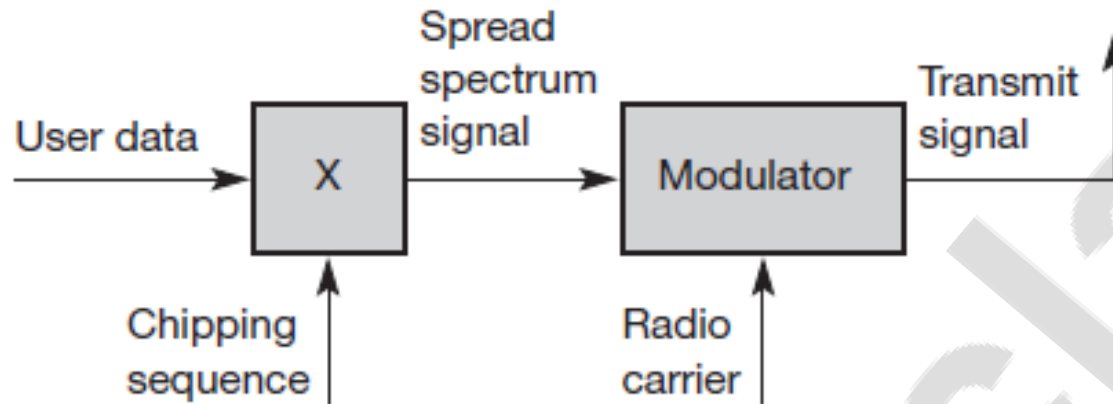 Spread
spectrum
signal
User data
X
Modulator
Transmit
signal
Chipping
sequence
Radio
carrier